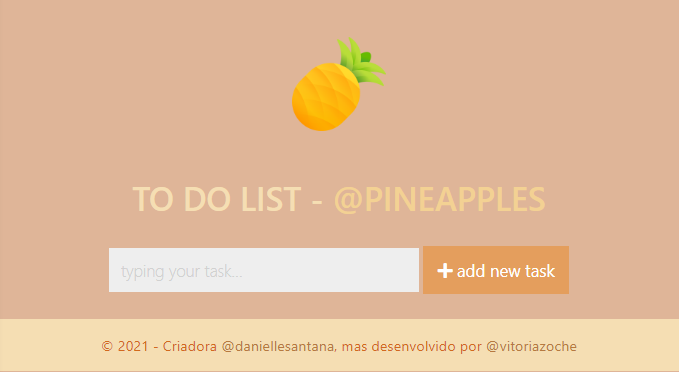 TO DO LIST - @PINEAPPLES
typing your task...
+ add new task
© 2021 - Criadora @daniellesantana, mas desenvolvido por @vitoriazoche